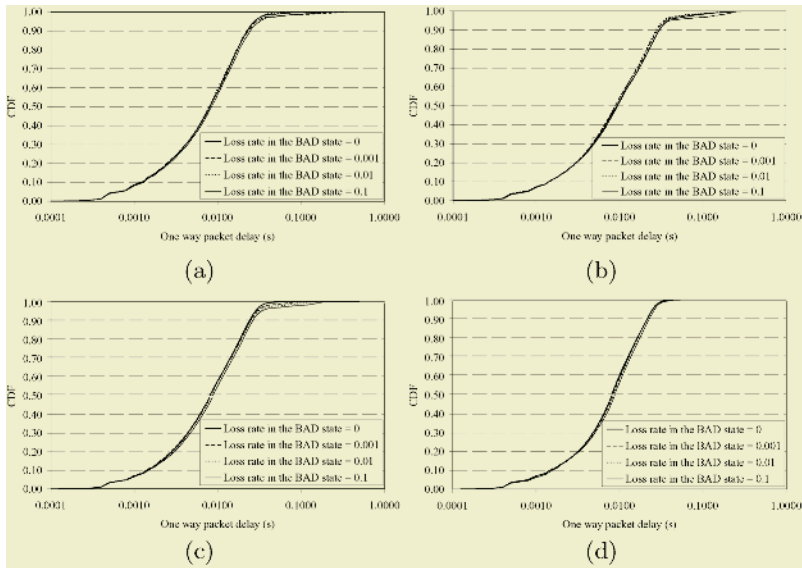 1.00
0.90
0.80
0.70
0.60
0.50
0.40
0.30
0.20
0.10
0.00
CDF
Loss rate in the BAD state = 0
Loss rate in the BAD state = 0.001
Loss rate in the BAD state = 0.01
Loss rate in the BAD state = 0.1
0.0001 0.0010 0.0100 0.1000 1.0000
One way packet delay (s)
(a)
1.00
0.90
0.80
0.70
0.60
0.50
0.40
0.30
0.20
0.10
0.00
CDF
Loss rate in the BAD state = 0
Loss rate in the BAD state = 0.001
Loss rate in the BAD state = 0.01
Loss rate in the BAD state = 0.1
0.0001 0.0010 0.0100 0.1000 1.0000
One way packet delay (s)
(b)
1.00
0.90
0.80
0.70
0.60
0.50
0.40
0.30
0.20
0.10
0.00
CDF
Loss rate in the BAD state = 0
Loss rate in the BAD state = 0.001
Loss rate in the BAD state = 0.01
Loss rate in the BAD state = 0.1
0.0001 0.0010 0.0100 0.1000 1.0000
One way packet delay (s)
(c)
1.00
0.90
0.80
0.70
0.60
0.50
0.40
0.30
0.20
0.10
0.00
CDF
Loss rate in the BAD state = 0
Loss rate in the BAD state = 0.001
Loss rate in the BAD state = 0.01
Loss rate in the BAD state = 0.1
0.0001 0.0010 0.0100 0.1000 1.0000
One way packet delay (s)
(d)